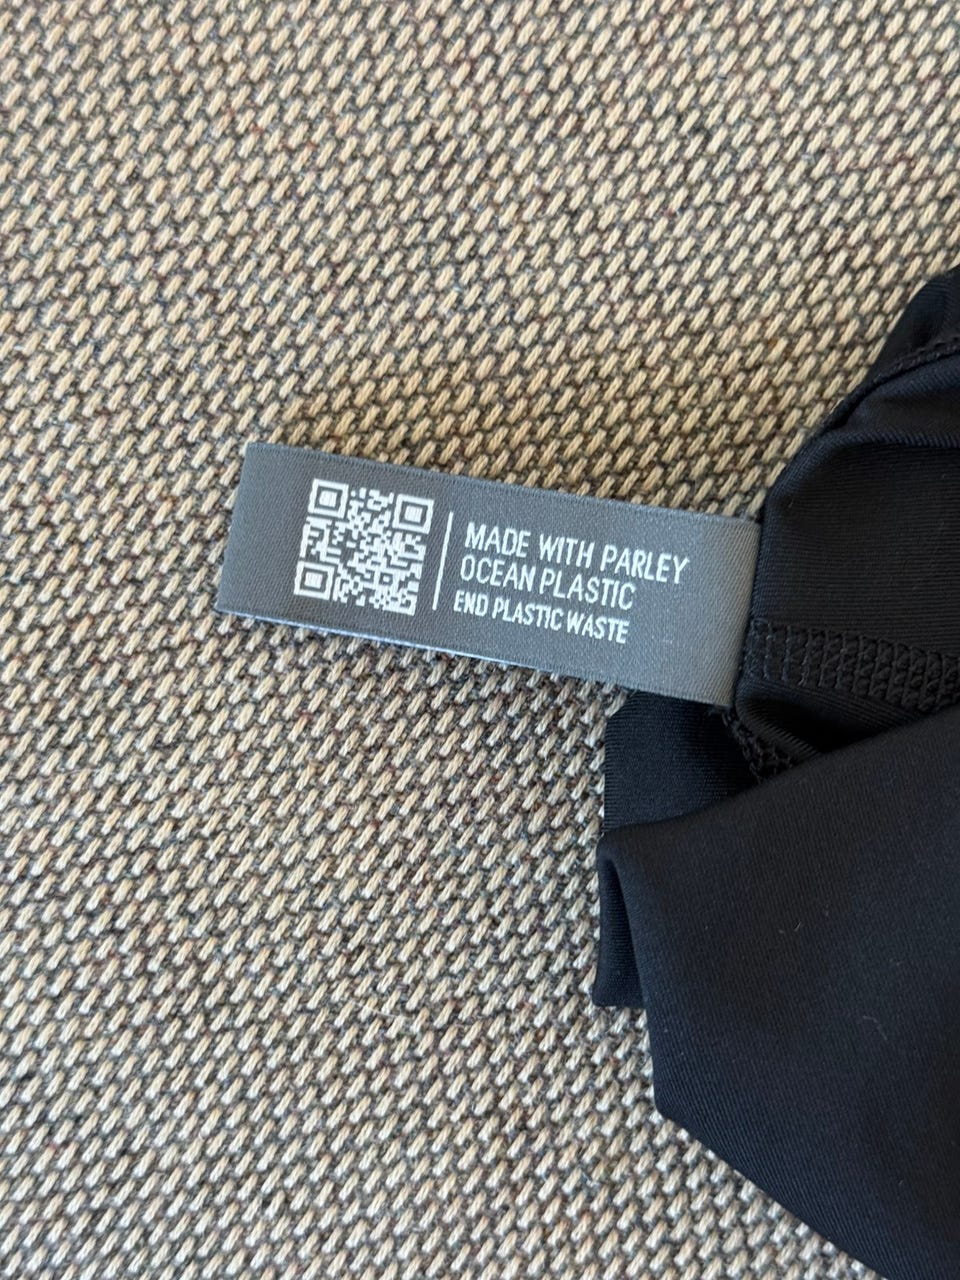 MADE WITH PARLEY
OCEAN PLASTIC
END PLASTIC WASTE